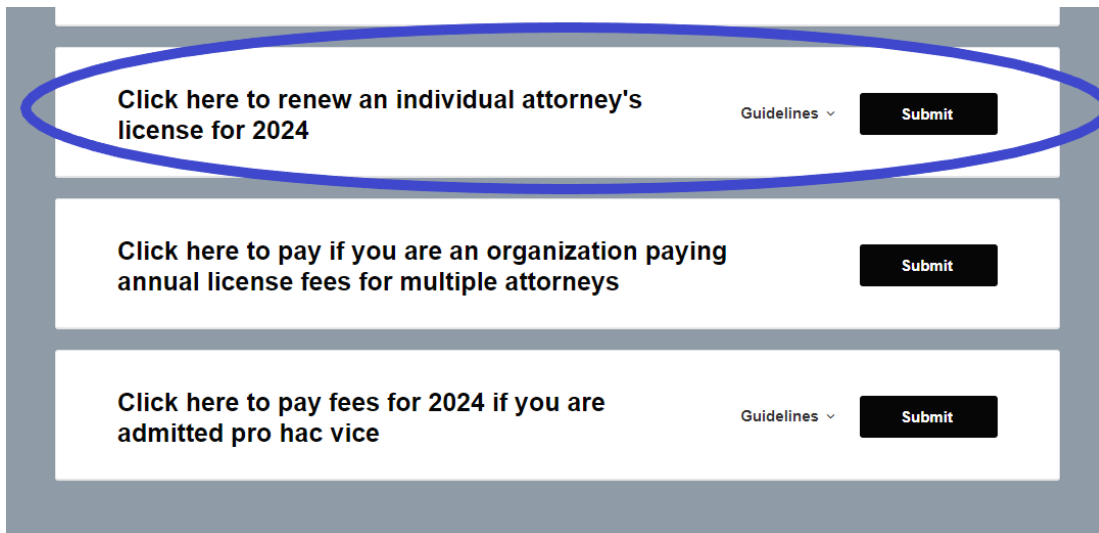 Click here to renew an individual attorney's
license for 2024
Guidelines
Submit
Click here to pay if you are an organization paying
annual license fees for multiple attorneys
Submit
Click here to pay fees for 2024 if you are
admitted pro hac vice
Guidelines
Submit